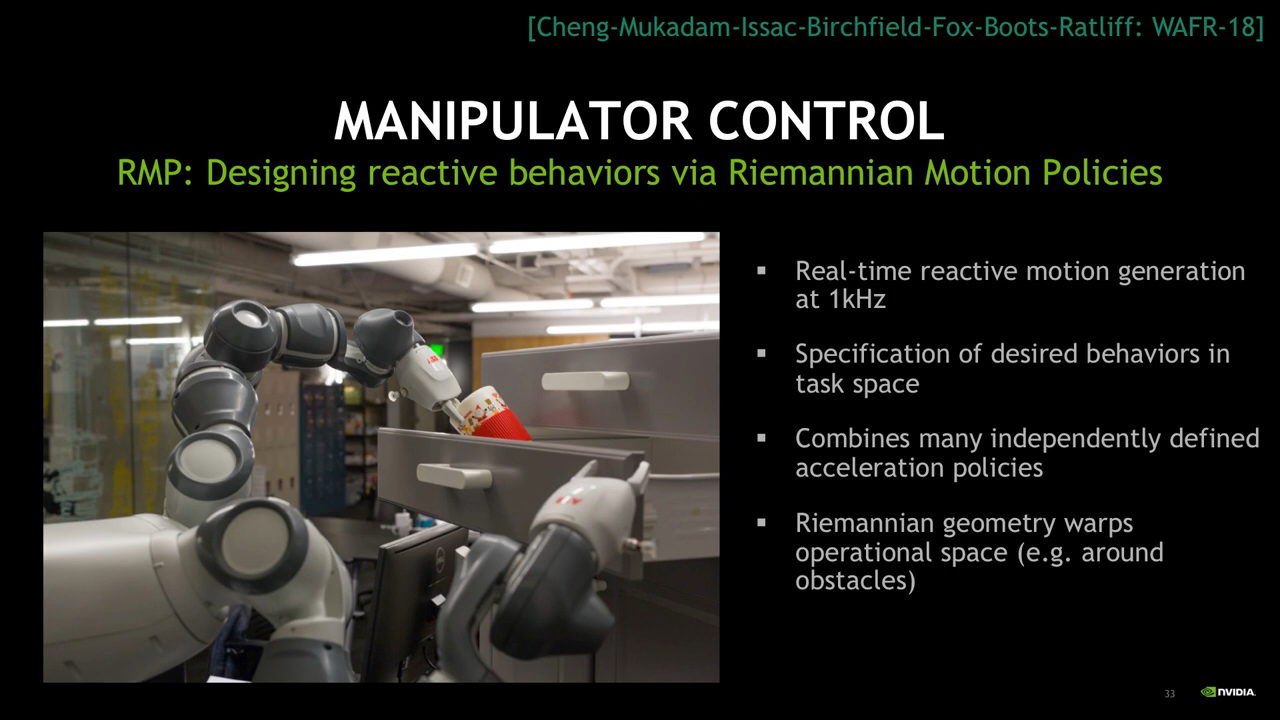 [Cheng-Mukadam-Issac-Birchfield-Fox-Boots-Ratliff: WAFR-18]
MANIPULATOR CONTROL
RMP: Designing reactive behaviors via Riemannian Motion Policies
▪ Real-time reactive motion generation
at 1kHz
▪ Specification of desired behaviors in
task space
▪ Combines many independently defined
acceleration policies
▪ Riemannian geometry warps
operational space (e.g. around
obstacles)
ABB
DELL
33
NVIDIA.